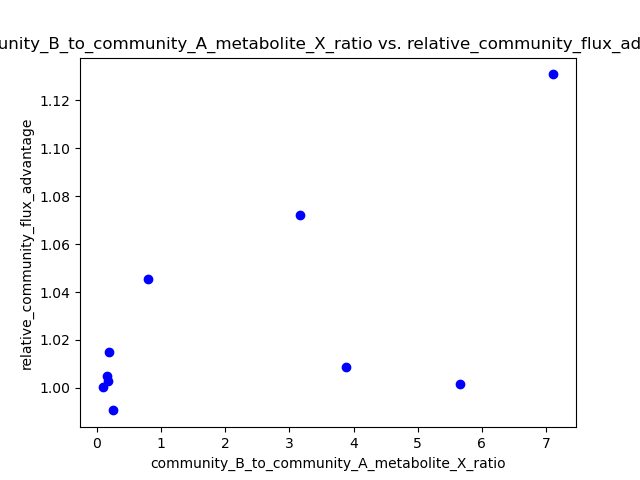 unity_B_to_community_A_metabolite_X_ratio vs. relative_community_flux_ad
1.12
1.10
1.08
1.06
1.04
1.02
1.00
relative_community_flux_advantage
0 1 2 3 4 5 6 7
community_B_to_community_A_metabolite_X_ratio